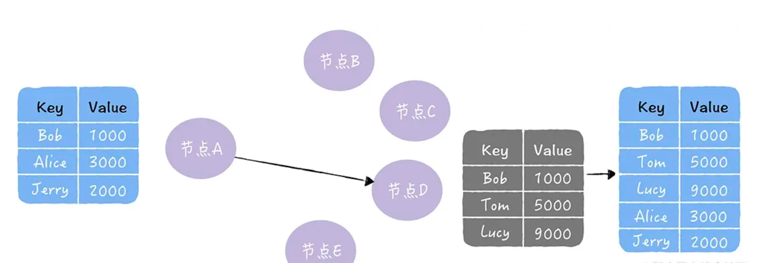 节点B
Key Value
Bob 1000
Alice 3000
Jerry 2000
节点A
节点C
节点D
节点E
Key Value
Bob 1000
Tom 5000
Lucy 9000
Key Value
Bob 1000
Tom 5000
Lucy 9000
Alice 3000
Jerry 2000